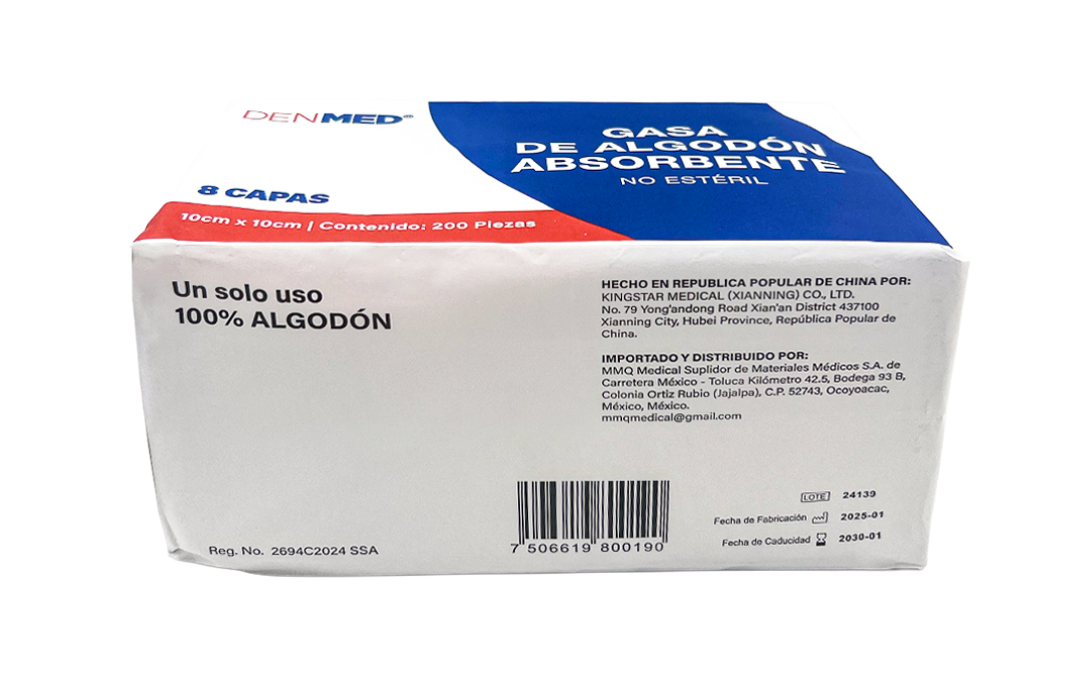 DENMED®
GASA
DE ALGODÓN
ABSORBENTE
NO ESTÉRIL
8 CAPAS
10cm x 10cm | Contenido: 200 Piezas
Un solo uso
100% ALGODÓN
HECHO EN REPUBLICA POPULAR DE CHINA POR:
KINGSTAR MEDICAL (XIANNING) CO., LTD.
No. 79 Yong'andong Road Xian'an District 437100
Xianning City, Hubei Province, República Popular de
China.
IMPORTADO Y DISTRIBUIDO POR:
MMQ Medical Suplidor de Materiales Médicos S.A. de
Carretera México - Toluca Kilómetro 42.5, Bodega 93 B,
Colonia Ortiz Rubio (Jajalpa), C.P. 52743, Ocoyoacac,
México, México.
mmqmedical@gmail.com
LOTE 24139
Fecha de Fabricación 2025-01
Fecha de Caducidad 2030-01
7 506619 800190
Reg. No. 2694C2024 SSA